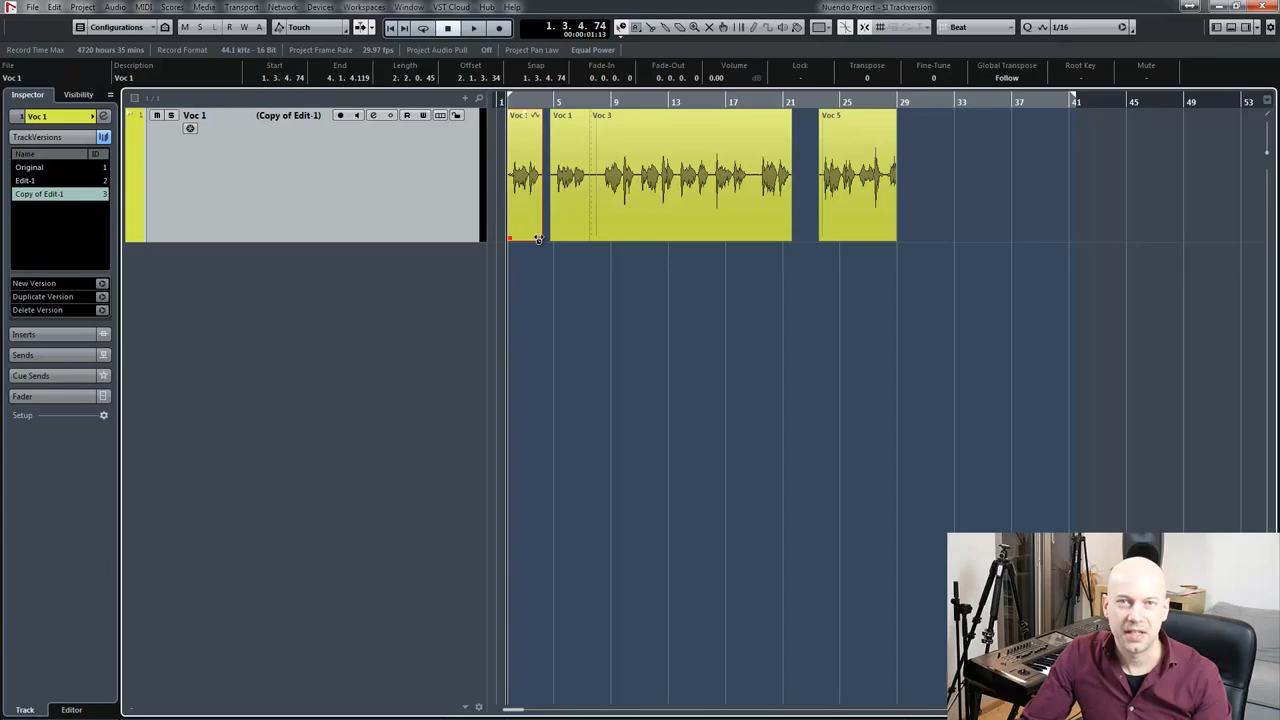 File Edit Project Audio MIDI Scores Media Transport Network Devices Workspaces Window VST Cloud Hub Help
Nuendo Project - SI Trackversion
Configurations M S L R W A Touch 1. 3. 4. 74 00:00:01:13 Beat Q 1/16
Record Time Max 4720 hours 35 mins Record Format 44.1 kHz - 16 Bit Project Frame Rate 29.97 fps Project Audio Pull Off Project Pan Law Equal Power
File Description Start End Length Offset Snap Fade-In Fade-Out Volume Lock Transpose Fine-Tune Global Transpose Root Key Mute
Voc 1 Voc 1 1. 3. 4. 74 4. 1. 4.119 2. 2. 0. 45 2. 1. 3. 34 1. 3. 4. 74 0. 0. 0. 0 0. 0. 0. 0 0.00 dB - 0 0 Follow - -
Inspector Visibility 1 / 1 1 5 9 13 17 21 25 29 33 37 41 45 49 53
1 Voc 1 e
1 m S Voc 1 (Copy of Edit-1) e R W
Voc 1 Voc 3 Voc 5
TrackVersions
Name ID
Original 1
Edit-1 2
Copy of Edit-1 3
New Version
Duplicate Version
Delete Version
Inserts
Sends
Cue Sends
Fader
Setup
Track Editor